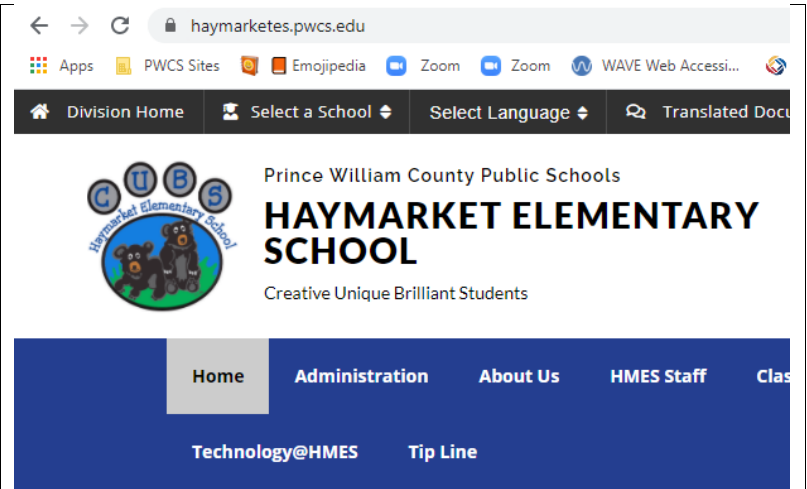 haymarketes.pwcs.edu
Apps PWCS Sites Emojipedia Zoom Zoom WAVE Web Accessi...
Division Home Select a School Select Language Translated Docu
CUBS
Haymarket Elementary School
Prince William County Public Schools
HAYMARKET ELEMENTARY
SCHOOL
Creative Unique Brilliant Students
Home Administration About Us HMES Staff Clas
Technology@HMES Tip Line